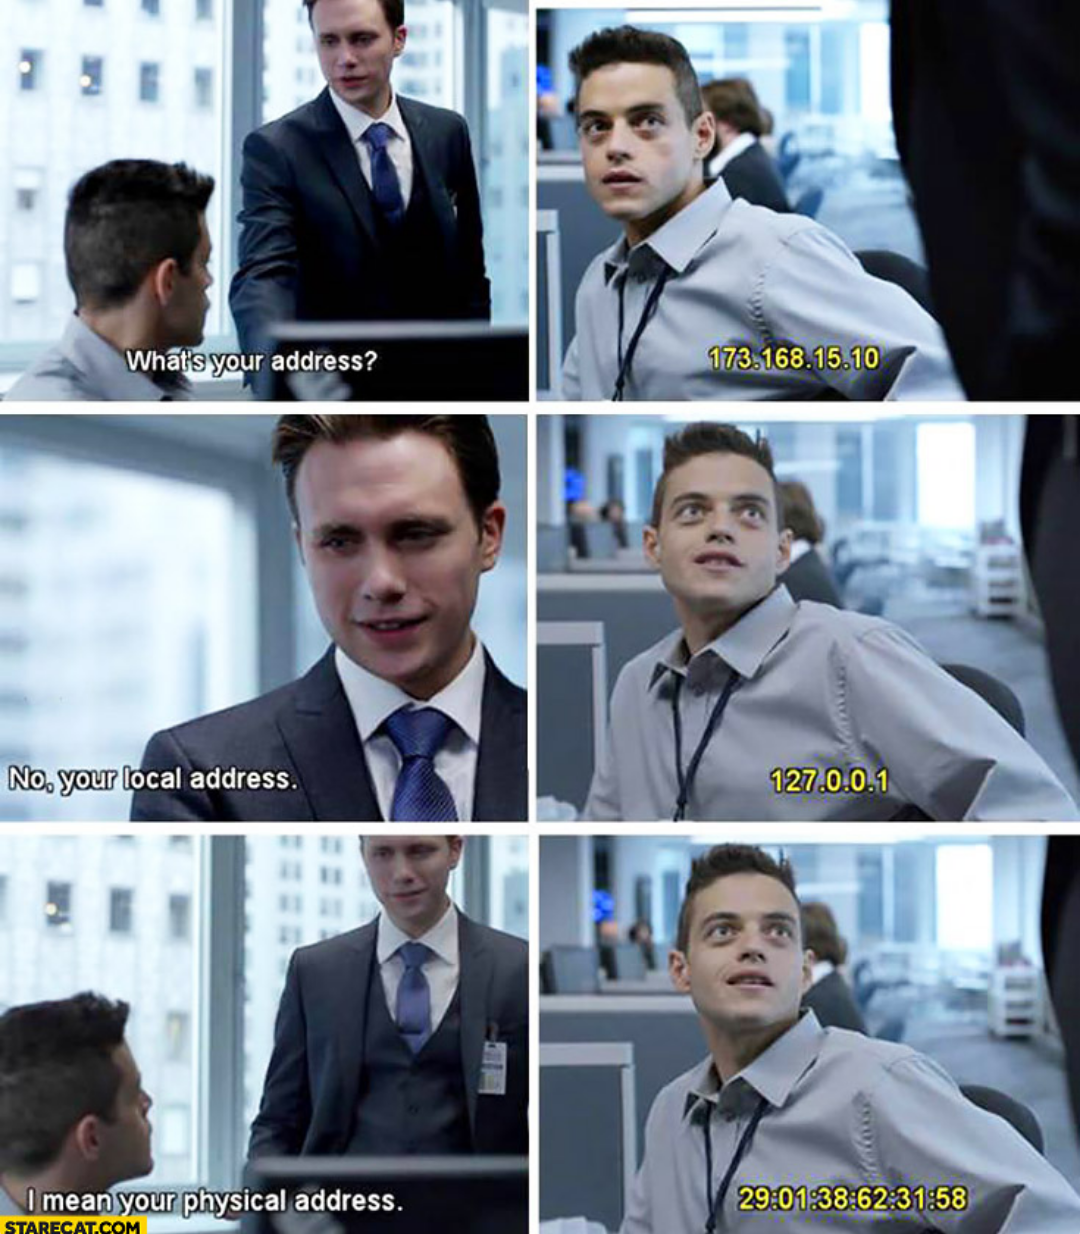 What's your address?
173.168.15.10
No, your local address.
127.0.0.1
I mean your physical address.
29:01:38:62:31:58
STARECAT.COM